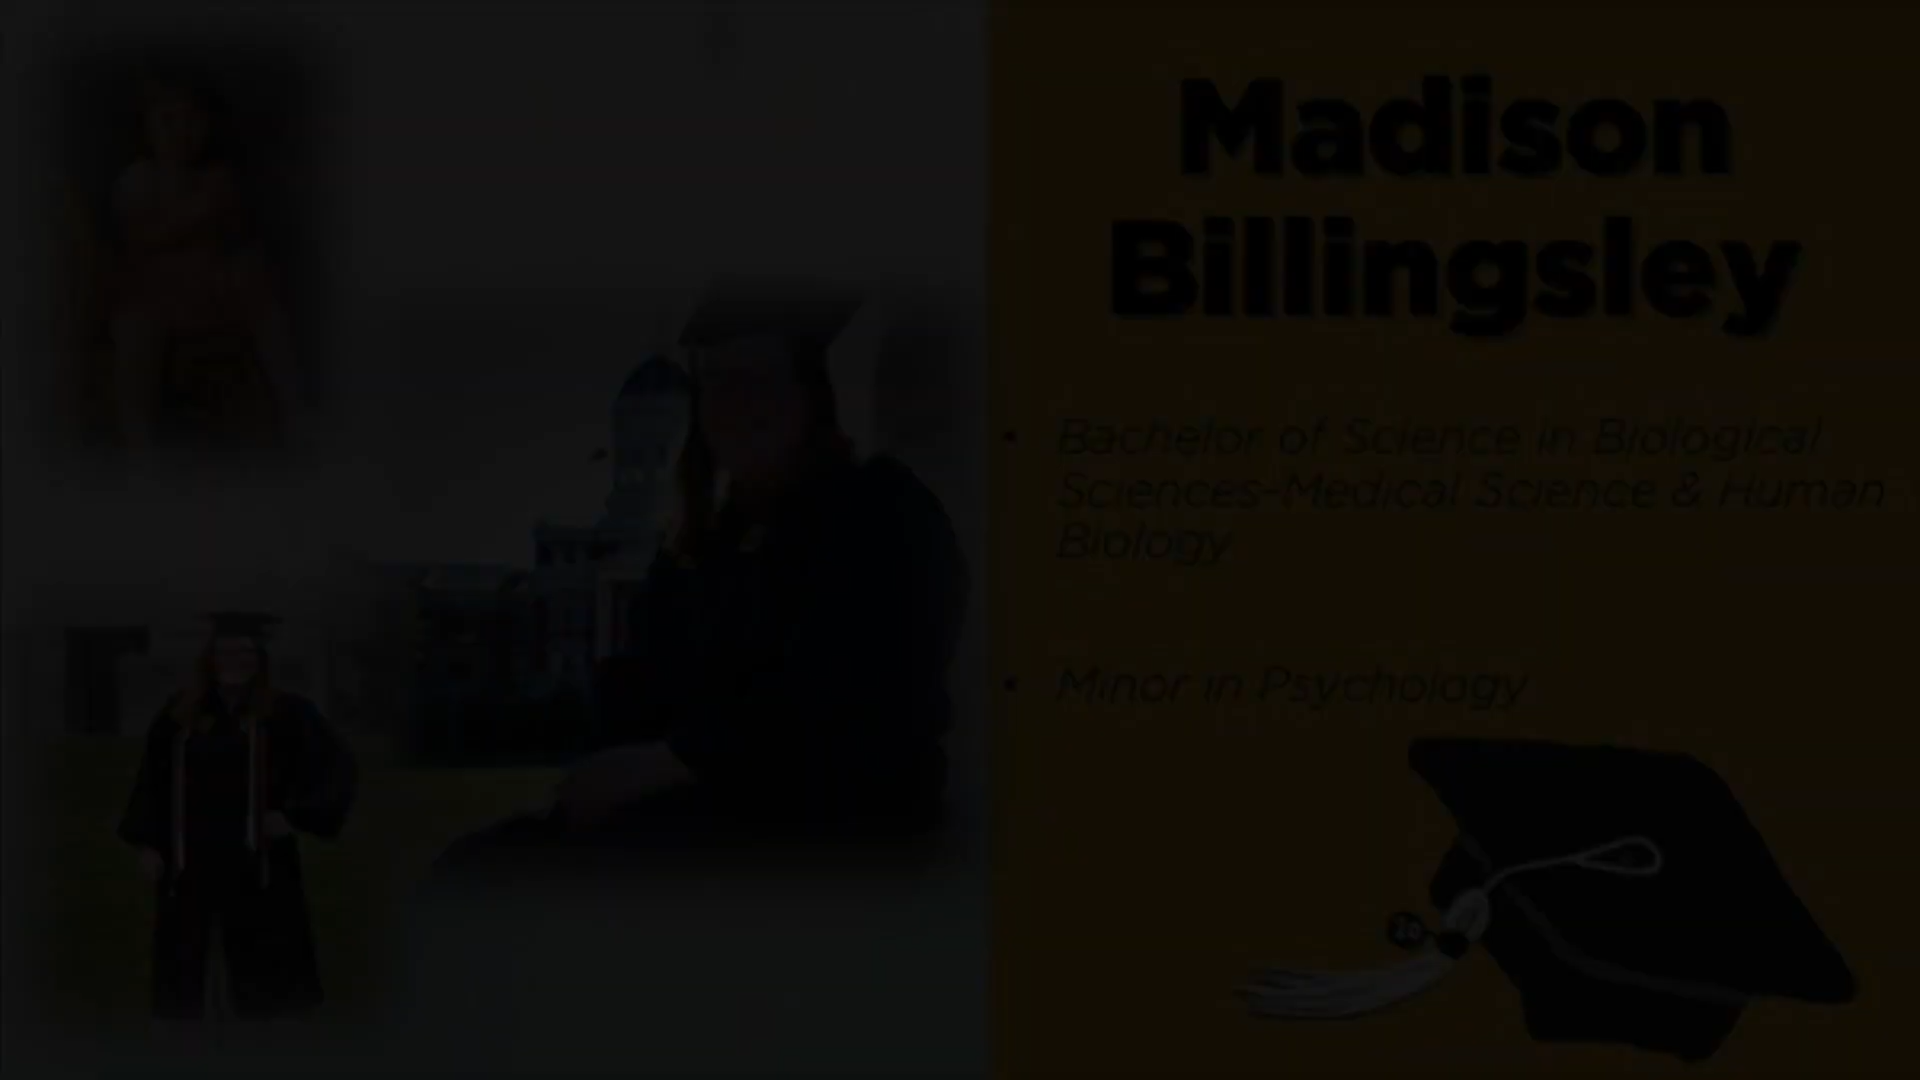 Madison
Billingsley
• Bachelor of Science in Biological
Sciences-Medical Science & Human
Biology
• Minor in Psychology